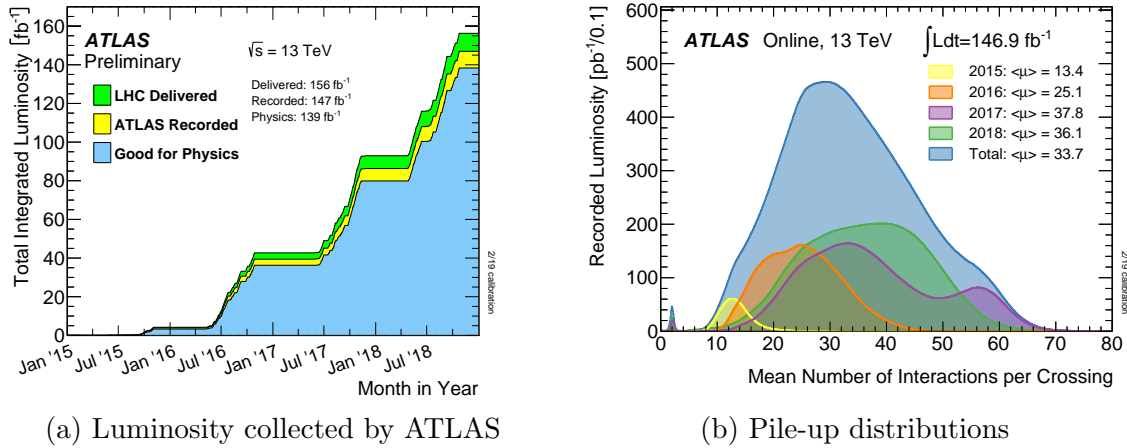 Total Integrated Luminosity [fb⁻¹]
160
140
120
100
80
60
40
20
0
ATLAS
Preliminary
√s = 13 TeV
Delivered: 156 fb⁻¹
Recorded: 147 fb⁻¹
Physics: 139 fb⁻¹
LHC Delivered
ATLAS Recorded
Good for Physics
2/19 calibration
Jan '15
Jul '15
Jan '16
Jul '16
Jan '17
Jul '17
Jan '18
Jul '18
Month in Year
(a) Luminosity collected by ATLAS
Recorded Luminosity [pb⁻¹/0.1]
600
500
400
300
200
100
0
ATLAS Online, 13 TeV
∫Ldt=146.9 fb⁻¹
2015: <μ> = 13.4
2016: <μ> = 25.1
2017: <μ> = 37.8
2018: <μ> = 36.1
Total: <μ> = 33.7
2/19 calibration
0 10 20 30 40 50 60 70 80
Mean Number of Interactions per Crossing
(b) Pile-up distributions